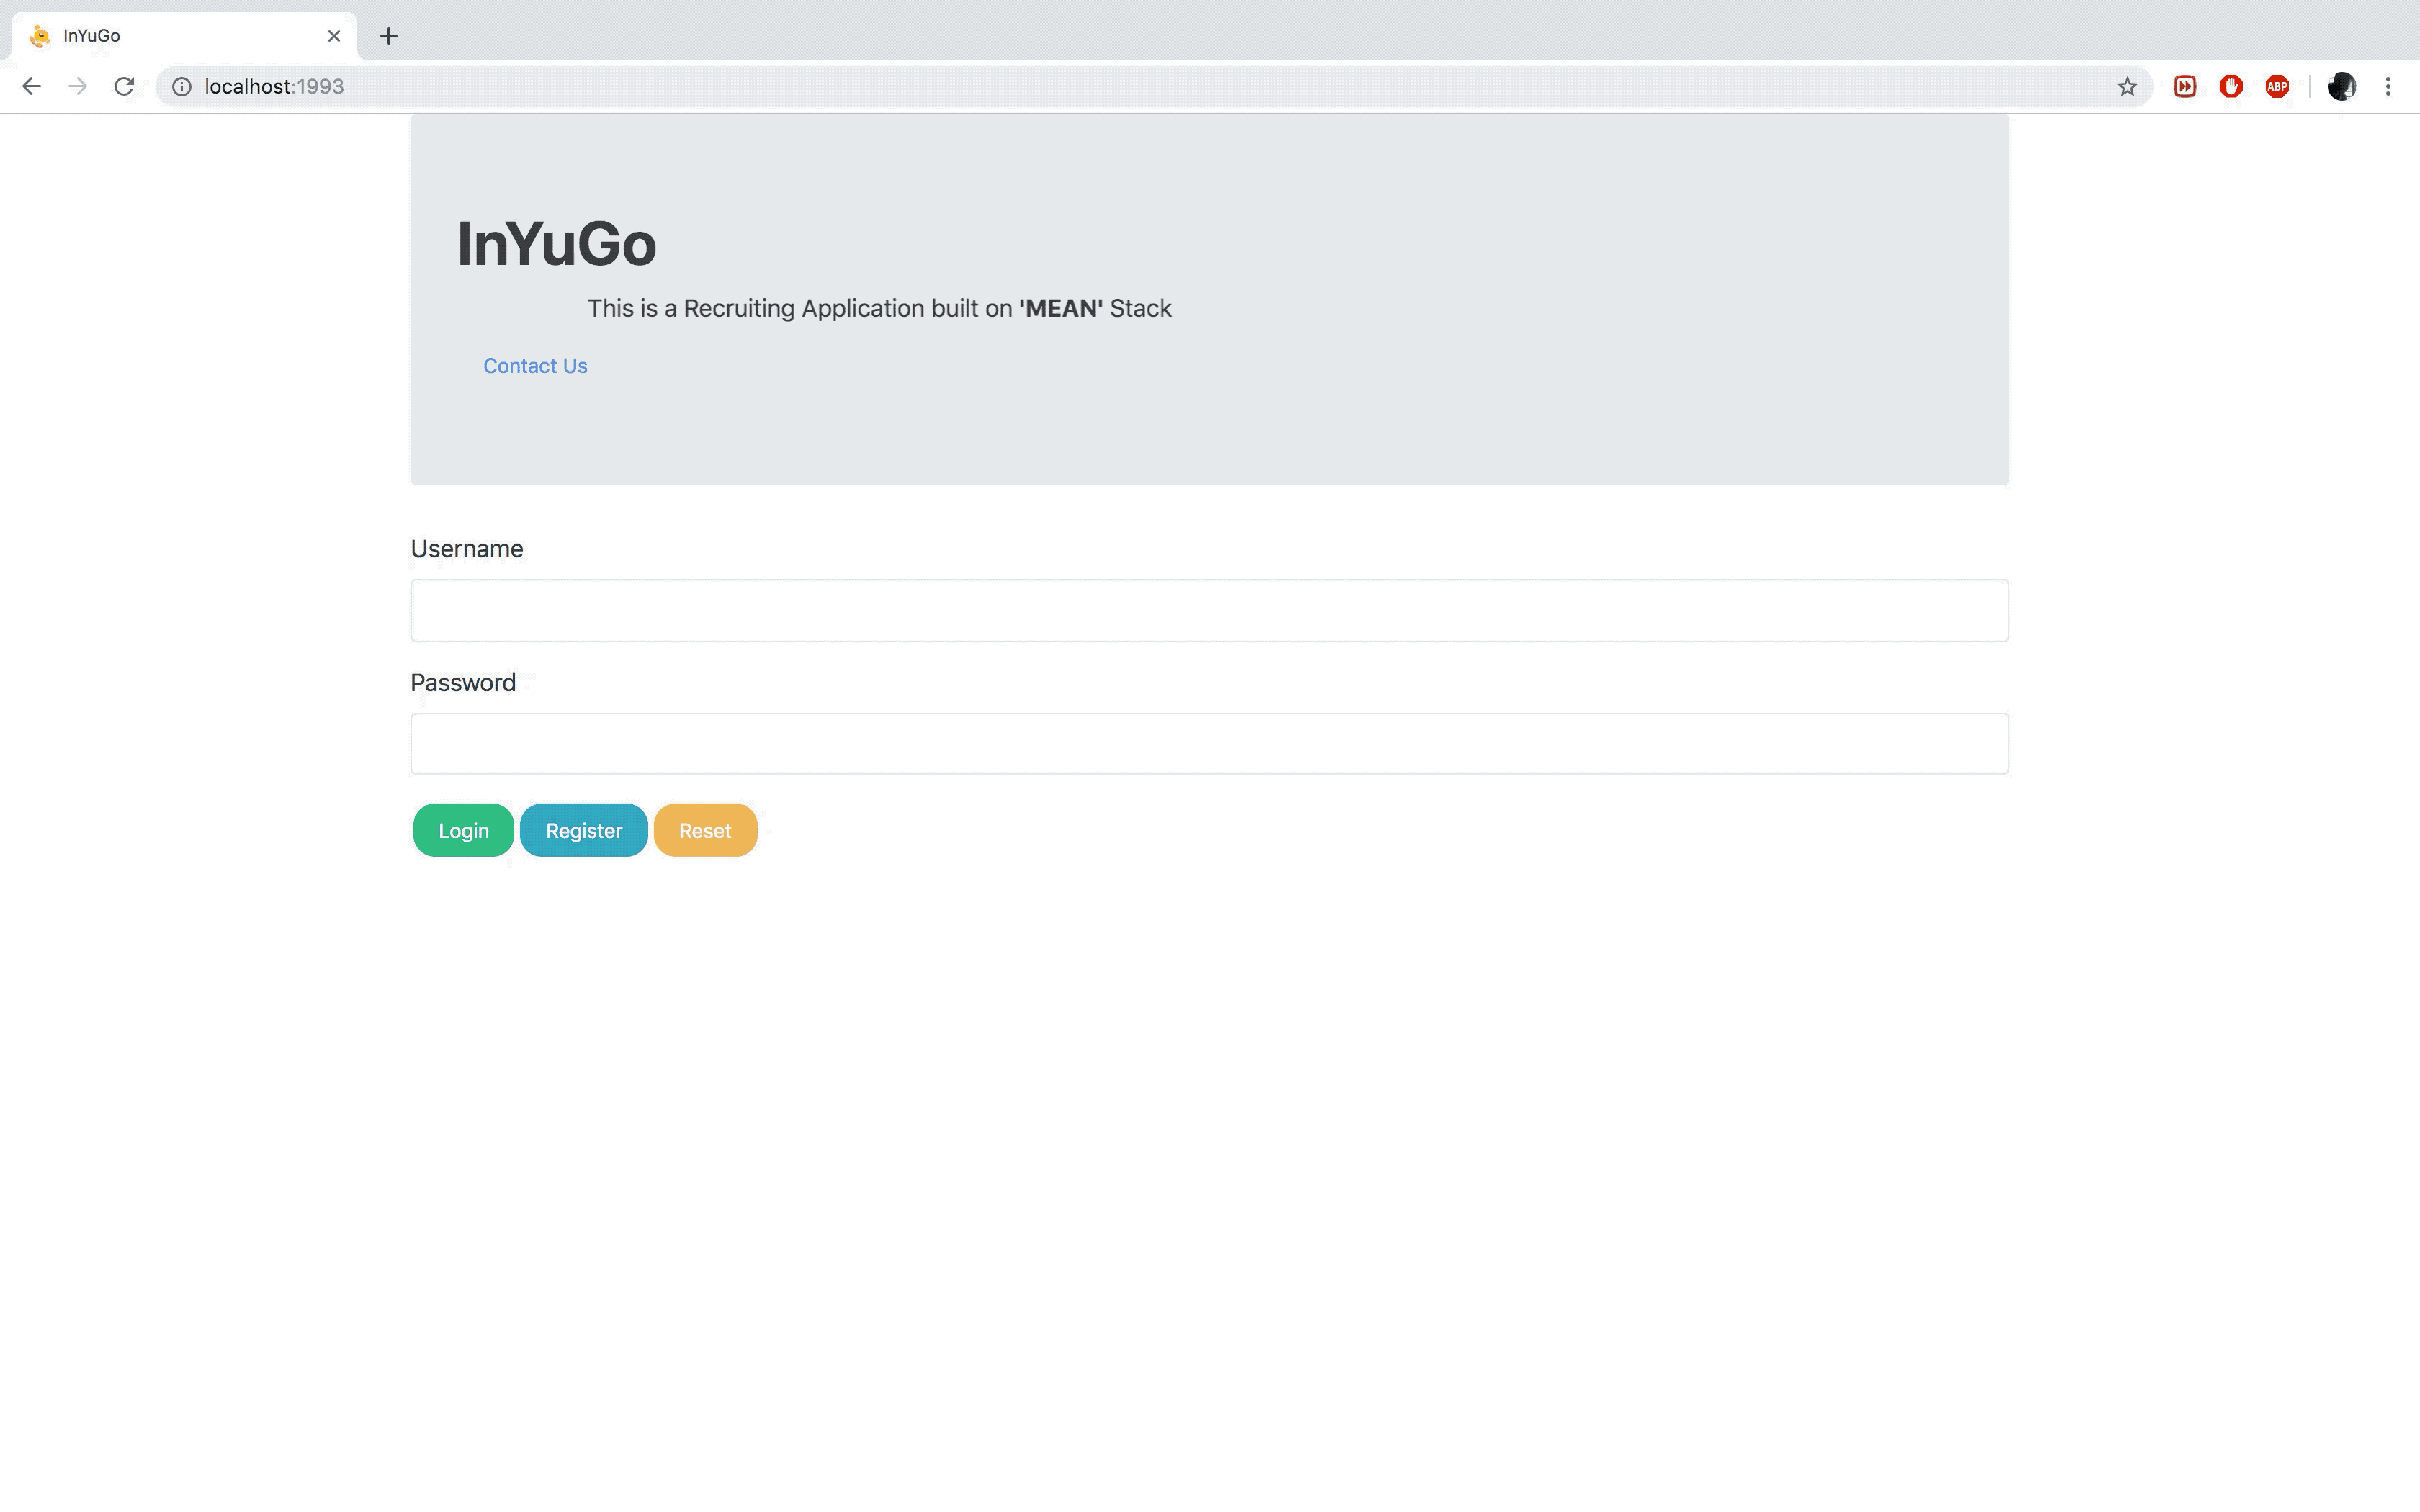 InYuGo
localhost:1993
ABP
InYuGo
This is a Recruiting Application built on 'MEAN' Stack
Contact Us
Username
Password
Login Register Reset